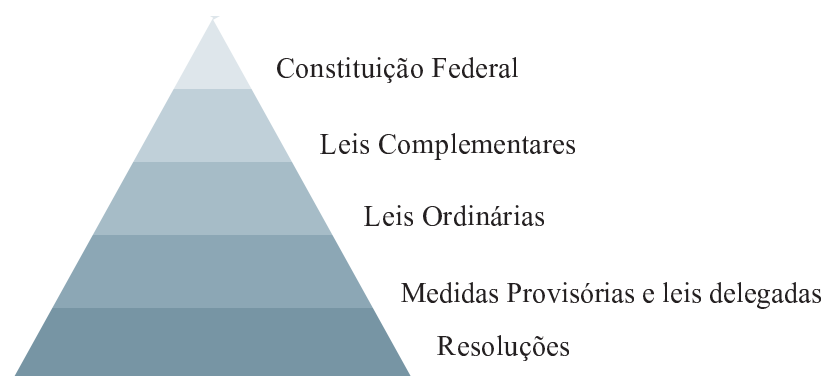 Constituição Federal
Leis Complementares
Leis Ordinárias
Medidas Provisórias e leis delegadas
Resoluções